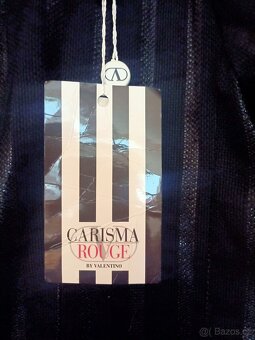 CARISMA
ROUGE
BY VALENTINO
Bazos.cz